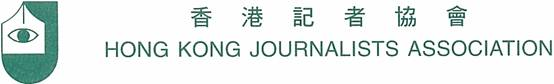 香港記者協會
HONG KONG JOURNALISTS ASSOCIATION